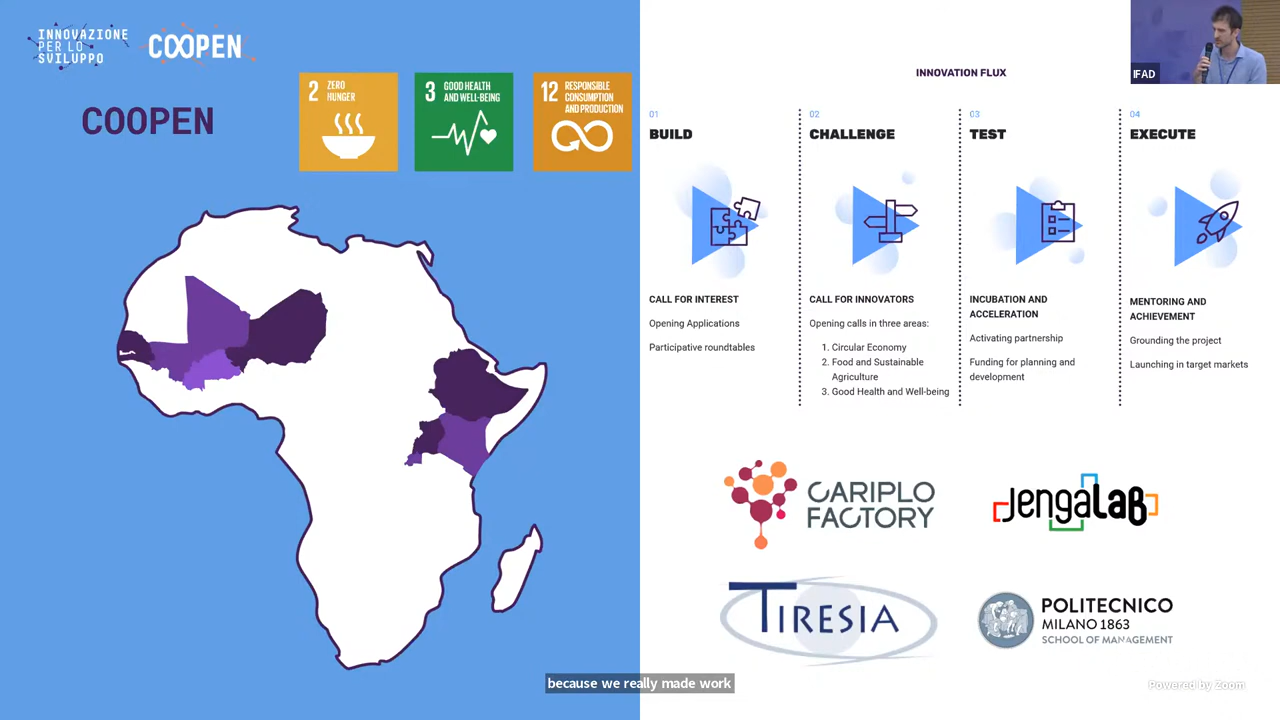 INNOVAZIONE
PER LO
SVILUPPO
COOPEN
COOPEN
2 ZERO
HUNGER
3 GOOD HEALTH
AND WELL-BEING
12 RESPONSIBLE
CONSUMPTION
AND PRODUCTION
IFAD
INNOVATION FLUX
01
BUILD
CALL FOR INTEREST
Opening Applications
Participative roundtables
02
CHALLENGE
CALL FOR INNOVATORS
Opening calls in three areas:
1. Circular Economy
2. Food and Sustainable
Agriculture
3. Good Health and Well-being
03
TEST
INCUBATION AND
ACCELERATION
Activating partnership
Funding for planning and
development
04
EXECUTE
MENTORING AND
ACHIEVEMENT
Grounding the project
Launching in target markets
CARIPLO
FACTORY
jengaLAB
TIRESIA
POLITECNICO
MILANO 1863
SCHOOL OF MANAGEMENT
because we really made work
Powered by Zoom